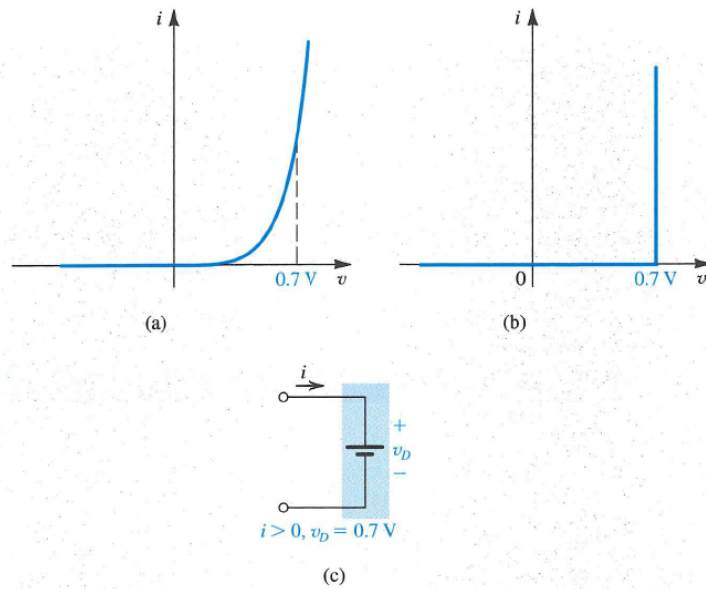 i
i
0.7 V
v
0
0.7 V
v
(a)
(b)
i
+
v_D
−
i > 0, v_D = 0.7 V
(c)